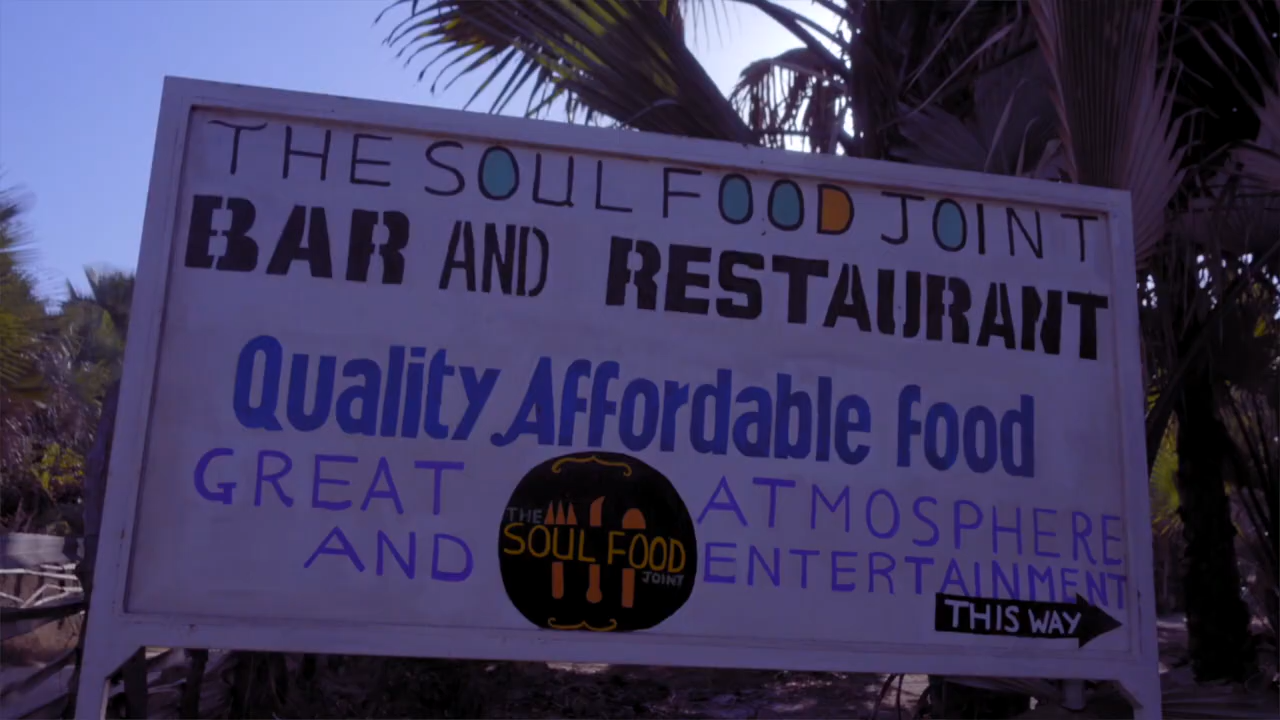 THE SOUL FOOD JOINT
BAR AND RESTAURANT
Quality Affordable food
GREAT ATMOSPHERE
AND ENTERTAINMENT
THE
SOUL FOOD
JOINT
THIS WAY